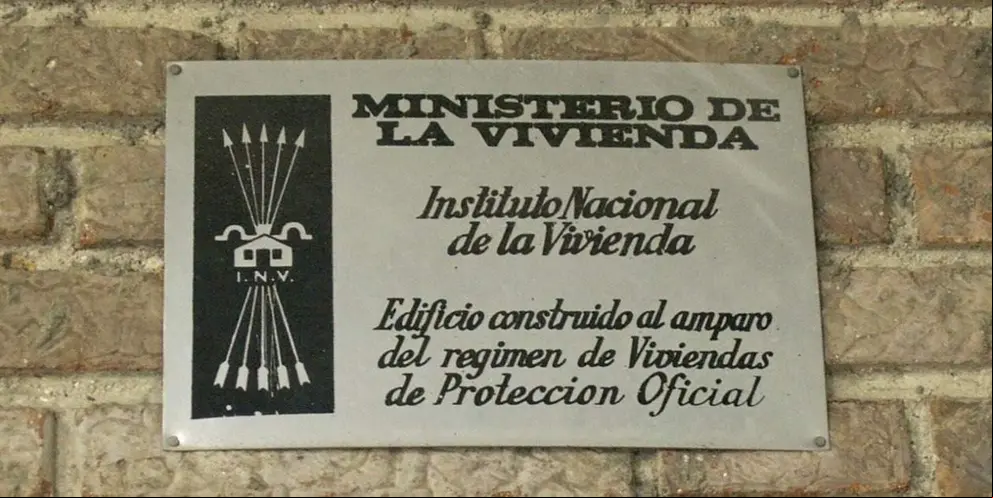 MINISTERIO DE
LA VIVIENDA
Instituto Nacional
de la Vivienda
I.N.V.
Edificio construido al amparo
del regimen de Viviendas
de Proteccion Oficial